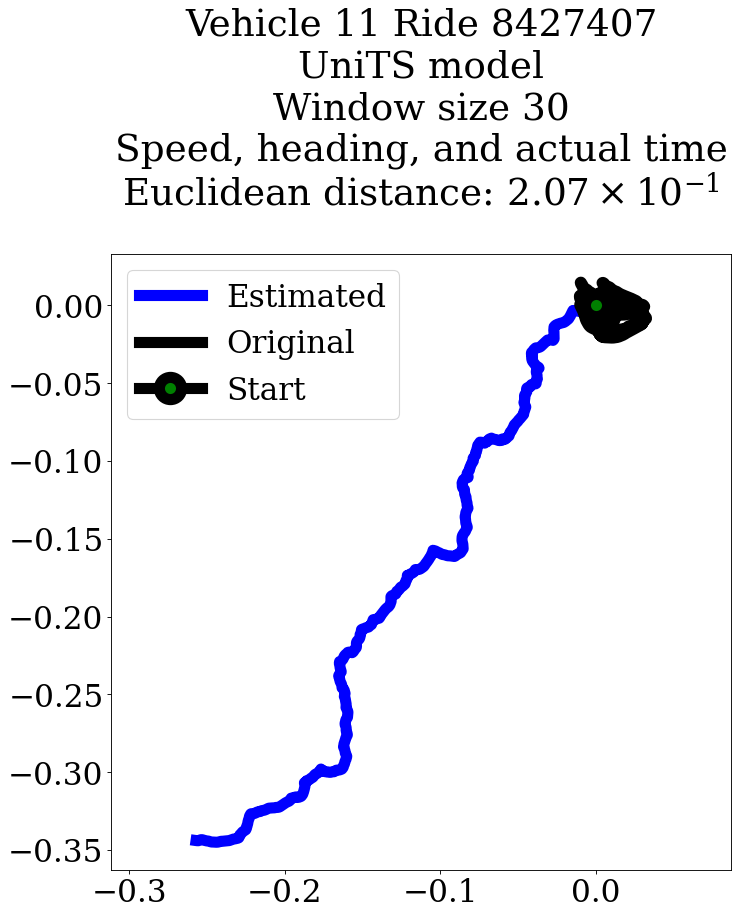 Vehicle 11 Ride 8427407
UniTS model
Window size 30
Speed, heading, and actual time
Euclidean distance: 2.07 × 10⁻¹
Estimated
Original
Start
0.00
−0.05
−0.10
−0.15
−0.20
−0.25
−0.30
−0.35
−0.3
−0.2
−0.1
0.0